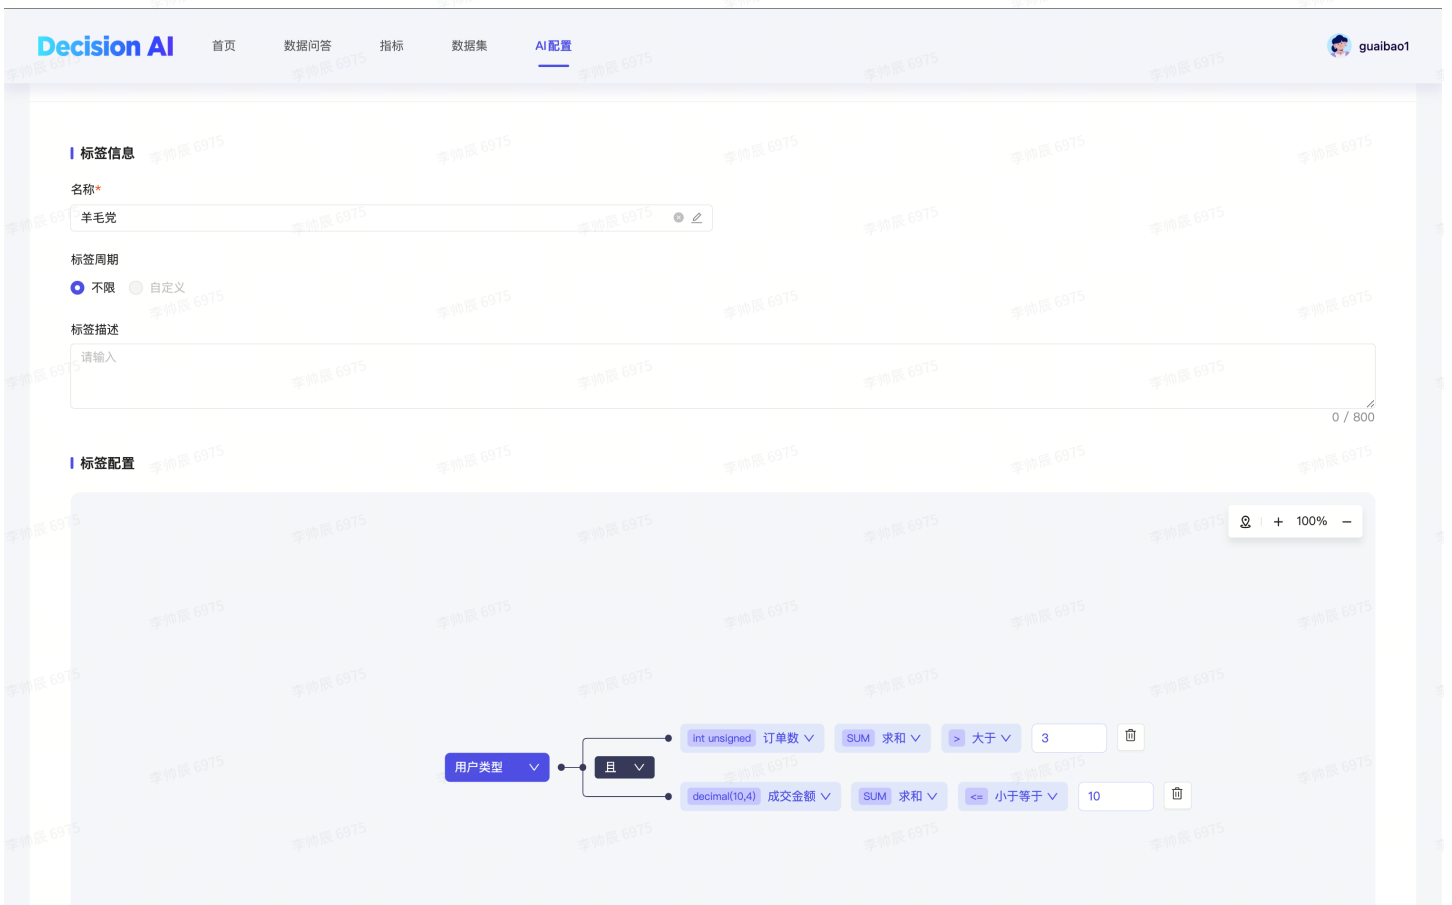 Decision AI 首页 数据问答 指标 数据集 AI配置 guaibao1
标签信息
名称*
羊毛党
标签周期
不限 自定义
标签描述
请输入
0 / 800
标签配置
+ 100% −
int unsigned 订单数 SUM 求和 > 大于 3
用户类型 且
decimal(10,4) 成交金额 SUM 求和 <= 小于等于 10
李帅辰 6975